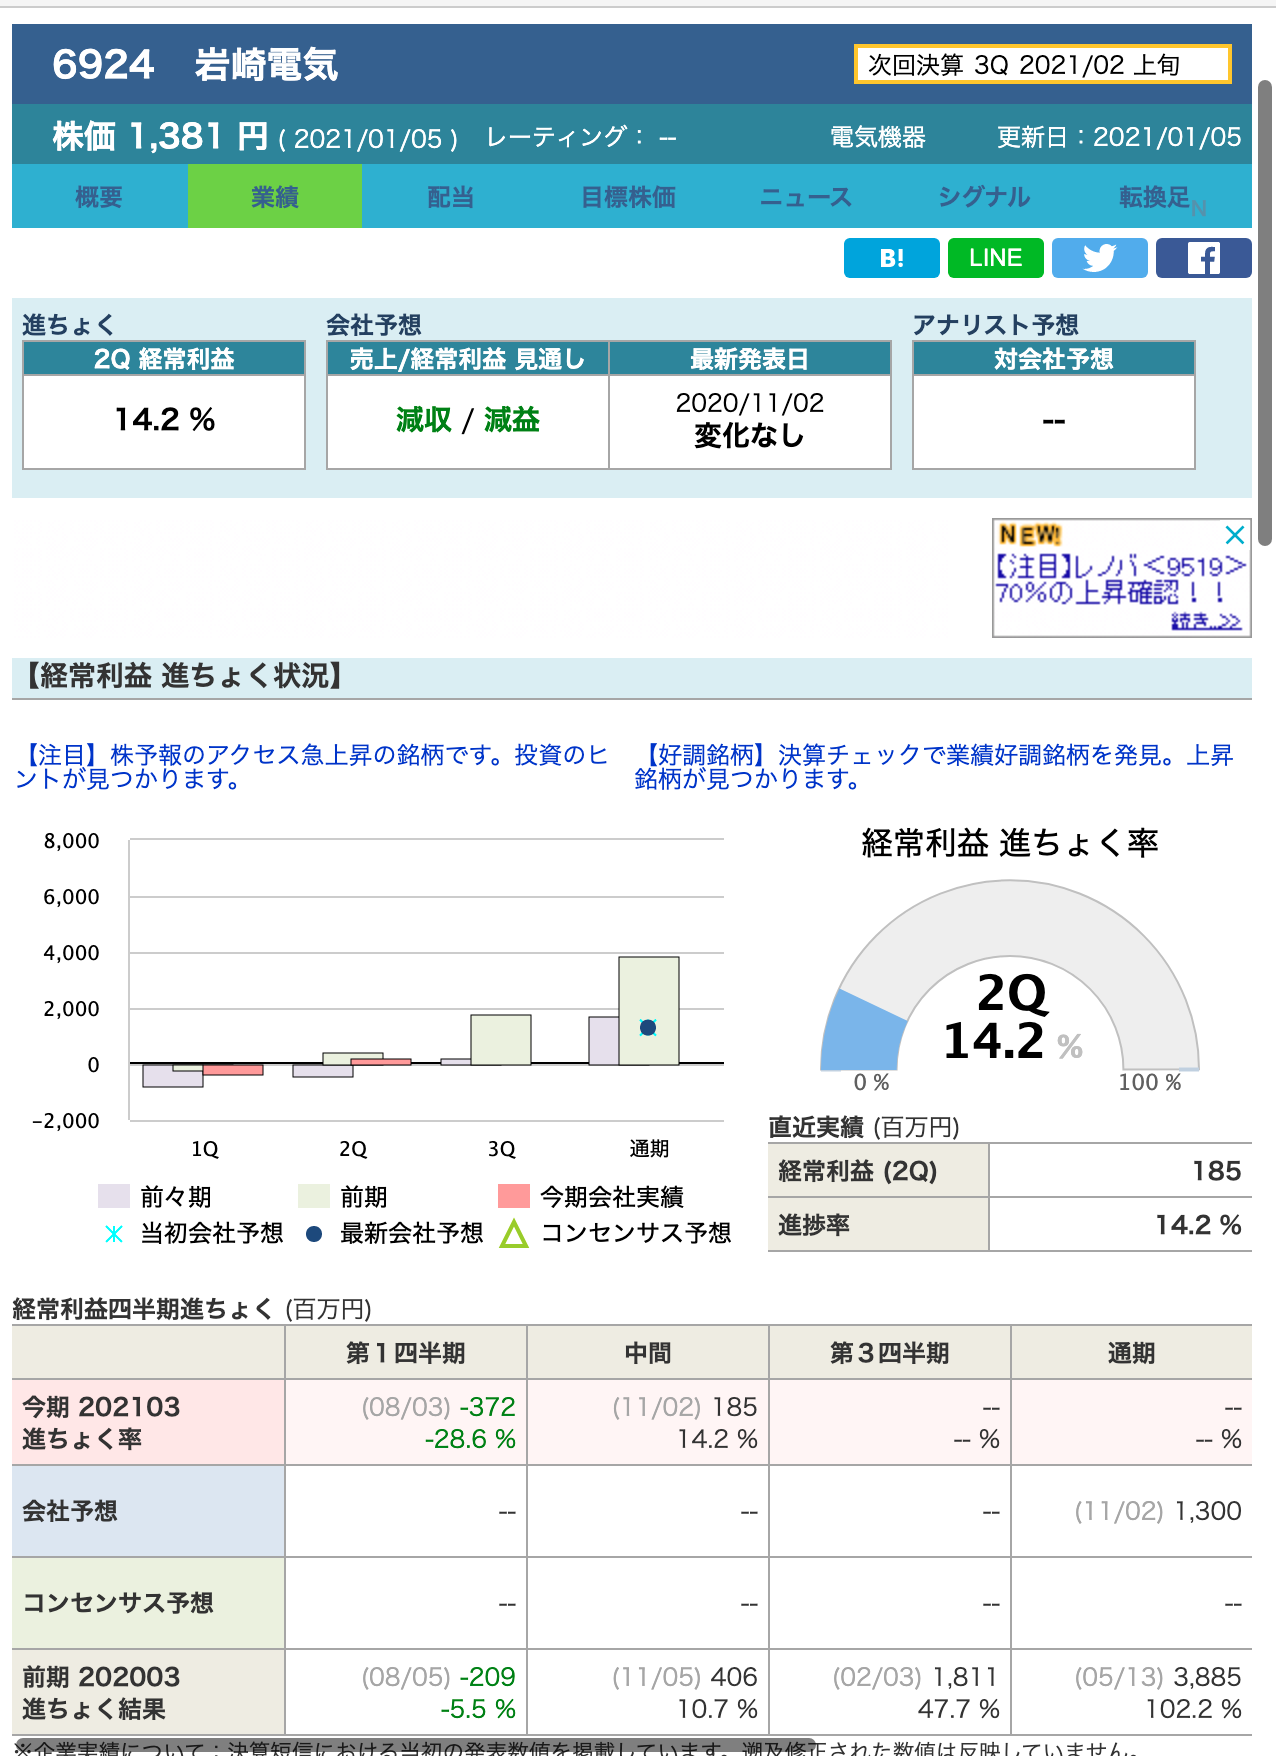 6924 岩崎電気
次回決算 3Q 2021/02 上旬
株価 1,381 円 ( 2021/01/05 ) レーティング： -- 電気機器 更新日：2021/01/05
概要 業績 配当 目標株価 ニュース シグナル 転換足 N
B! LINE
進ちょく 会社予想 アナリスト予想
2Q 経常利益 売上/経常利益 見通し 最新発表日 対会社予想
14.2 % 減収 / 減益 2020/11/02 --
変化なし
NEW!
【注目】レノバ<9519>
70%の上昇確認！！
続き..>>
【経常利益 進ちょく状況】
【注目】株予報のアクセス急上昇の銘柄です。投資のヒ
ントが見つかります。
【好調銘柄】決算チェックで業績好調銘柄を発見。上昇
銘柄が見つかります。
8,000
6,000
4,000
2,000
0
-2,000
1Q 2Q 3Q 通期
前々期 前期 今期会社実績
当初会社予想 最新会社予想 コンセンサス予想
経常利益 進ちょく率
2Q
14.2 %
0 % 100 %
直近実績 (百万円)
経常利益 (2Q) 185
進捗率 14.2 %
経常利益四半期進ちょく (百万円)
第１四半期 中間 第３四半期 通期
今期 202103 (08/03) -372 (11/02) 185 -- --
進ちょく率 -28.6 % 14.2 % -- % -- %
会社予想 -- -- -- (11/02) 1,300
コンセンサス予想 -- -- -- --
前期 202003 (08/05) -209 (11/05) 406 (02/03) 1,811 (05/13) 3,885
進ちょく結果 -5.5 % 10.7 % 47.7 % 102.2 %
※企業実績について：決算短信における当初の発表数値を掲載しています。遡及修正された数値は反映していません。